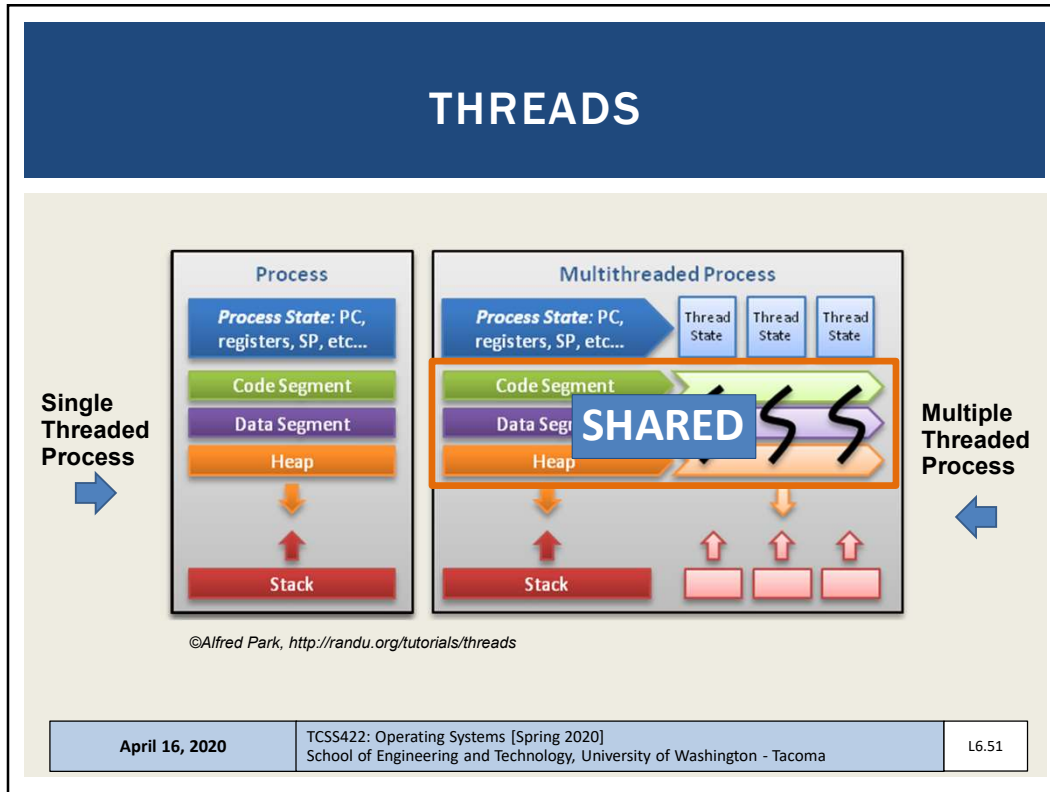 THREADS
Single
Threaded
Process
Process
Process State: PC,
registers, SP, etc...
Code Segment
Data Segment
Heap
Stack
Multithreaded Process
Process State: PC,
registers, SP, etc...
Thread
State
Thread
State
Thread
State
Code Segment
Data Seg
SHARED
Heap
Stack
Multiple
Threaded
Process
©Alfred Park, http://randu.org/tutorials/threads
April 16, 2020
TCSS422: Operating Systems [Spring 2020]
School of Engineering and Technology, University of Washington - Tacoma
L6.51